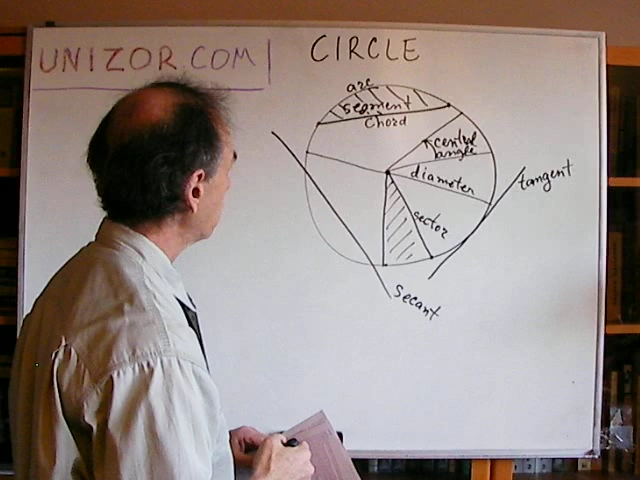 UNIZOR.COM
CIRCLE
arc
segment
chord
central
angle
diameter
tangent
sector
secant